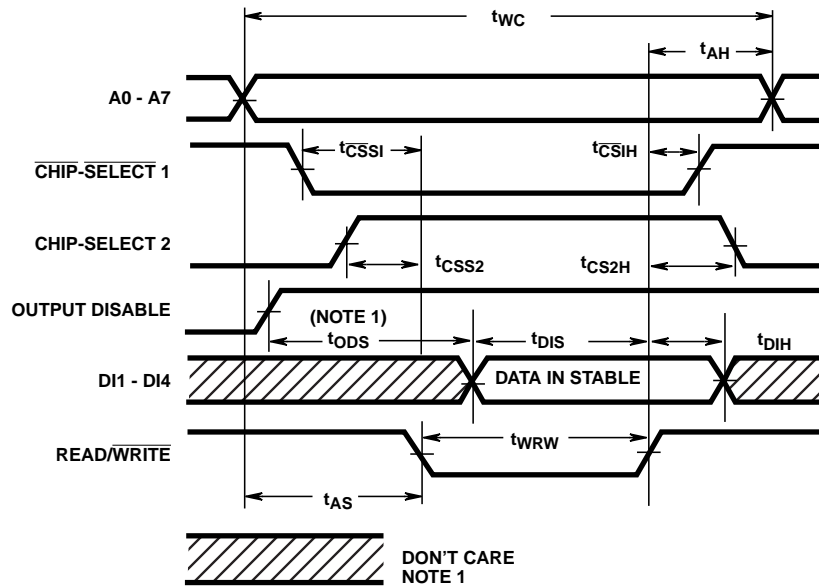 tWC
tAH
A0 - A7
tCSSI
tCSIH
CHIP-SELECT 1
CHIP-SELECT 2
tCSS2
tCS2H
OUTPUT DISABLE
(NOTE 1)
tODS
tDIS
tDIH
DI1 - DI4
DATA IN STABLE
READ/WRITE
tWRW
tAS
DON'T CARE
NOTE 1